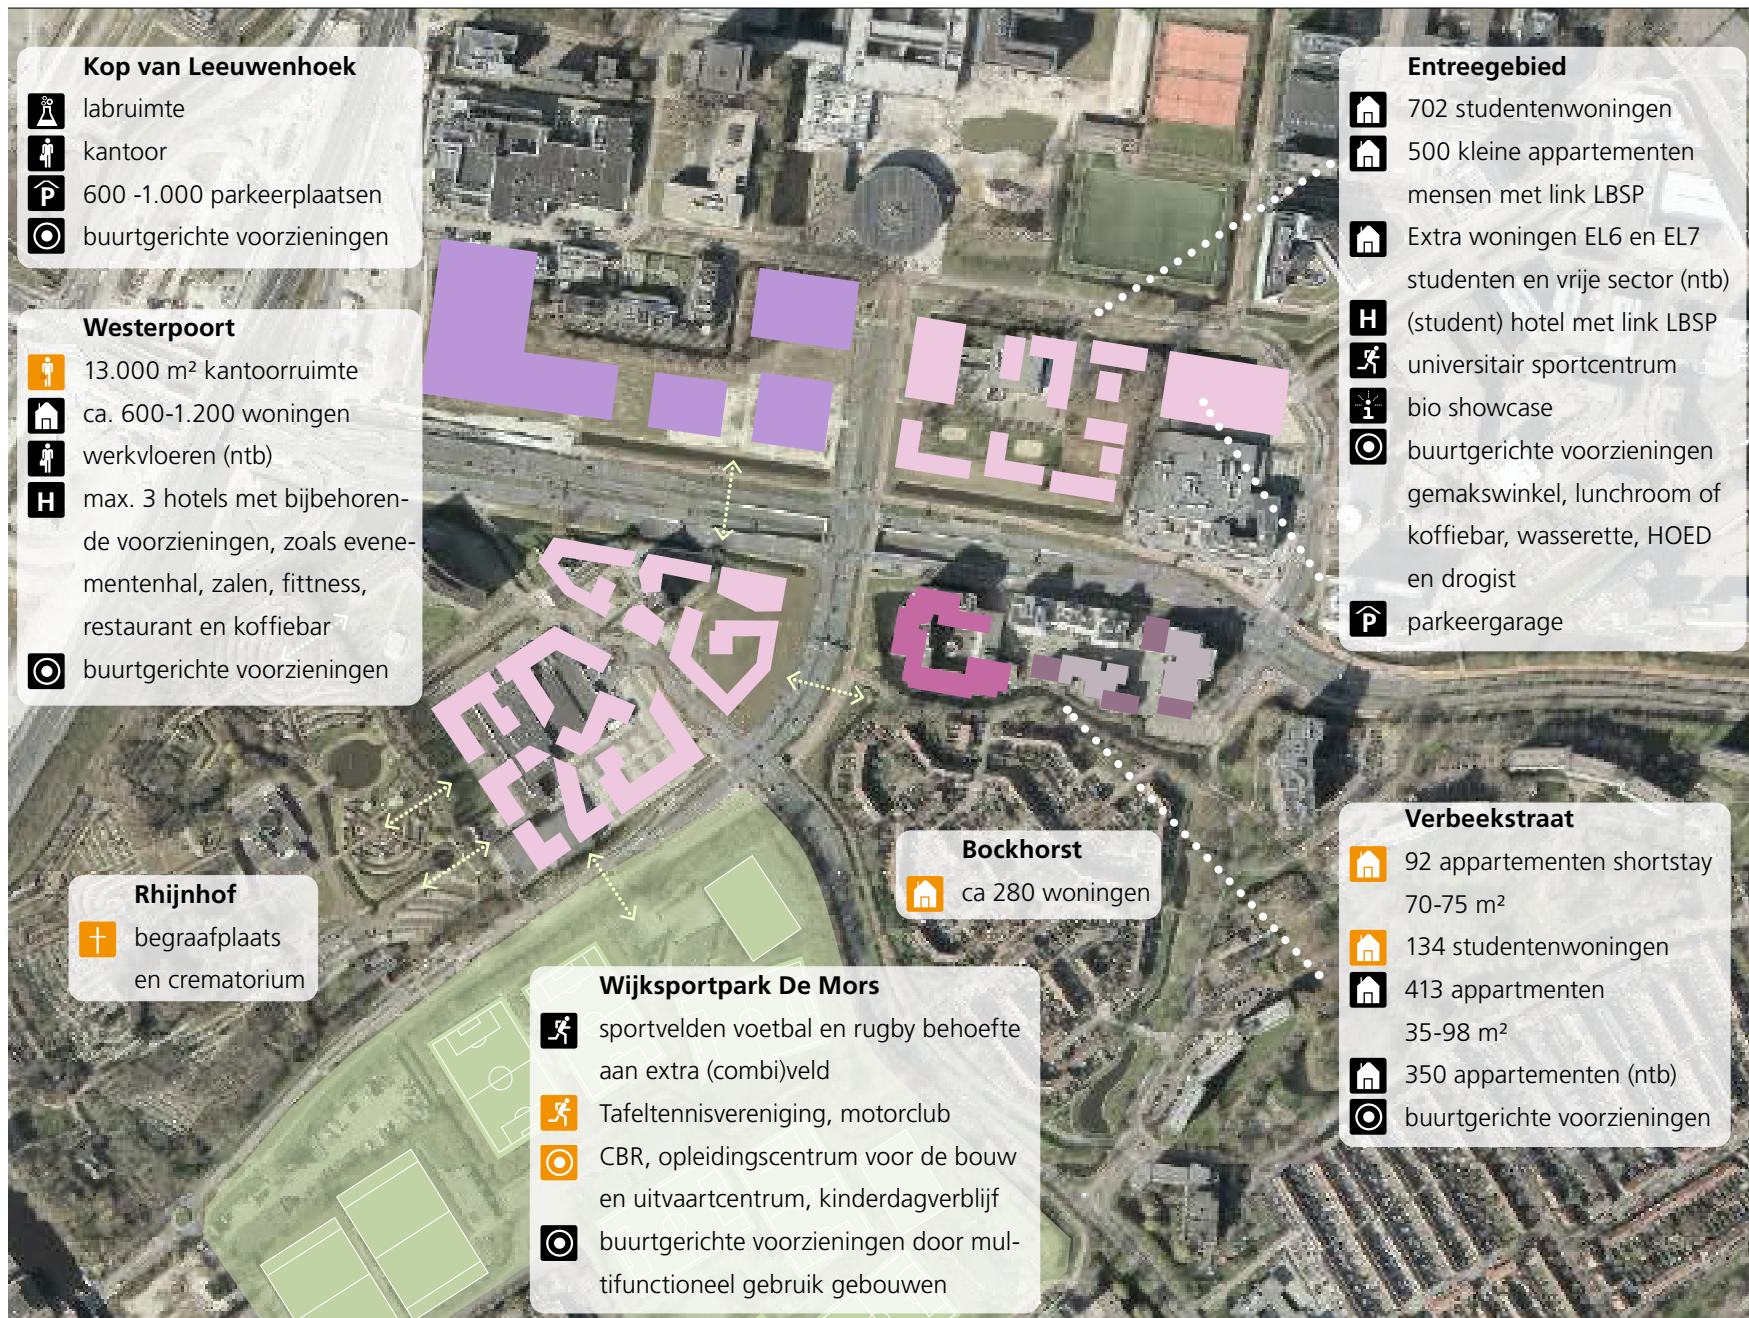 Kop van Leeuwenhoek
labruimte
kantoor
P 600 -1.000 parkeerplaatsen
buurtgerichte voorzieningen
Westerpoort
13.000 m² kantoorruimte
ca. 600-1.200 woningen
werkvloeren (ntb)
H max. 3 hotels met bijbehoren-
de voorzieningen, zoals evene-
mentenhal, zalen, fittness,
restaurant en koffiebar
buurtgerichte voorzieningen
Rhijnhof
begraafplaats
en crematorium
Wijksportpark De Mors
sportvelden voetbal en rugby behoefte
aan extra (combi)veld
Tafeltennisvereniging, motorclub
CBR, opleidingscentrum voor de bouw
en uitvaartcentrum, kinderdagverblijf
buurtgerichte voorzieningen door mul-
tifunctioneel gebruik gebouwen
Bockhorst
ca 280 woningen
Entreegebied
702 studentenwoningen
500 kleine appartementen
mensen met link LBSP
Extra woningen EL6 en EL7
studenten en vrije sector (ntb)
H (student) hotel met link LBSP
universitair sportcentrum
i bio showcase
buurtgerichte voorzieningen
gemakswinkel, lunchroom of
koffiebar, wasserette, HOED
en drogist
P parkeergarage
Verbeekstraat
92 appartementen shortstay
70-75 m²
134 studentenwoningen
413 appartmenten
35-98 m²
350 appartementen (ntb)
buurtgerichte voorzieningen